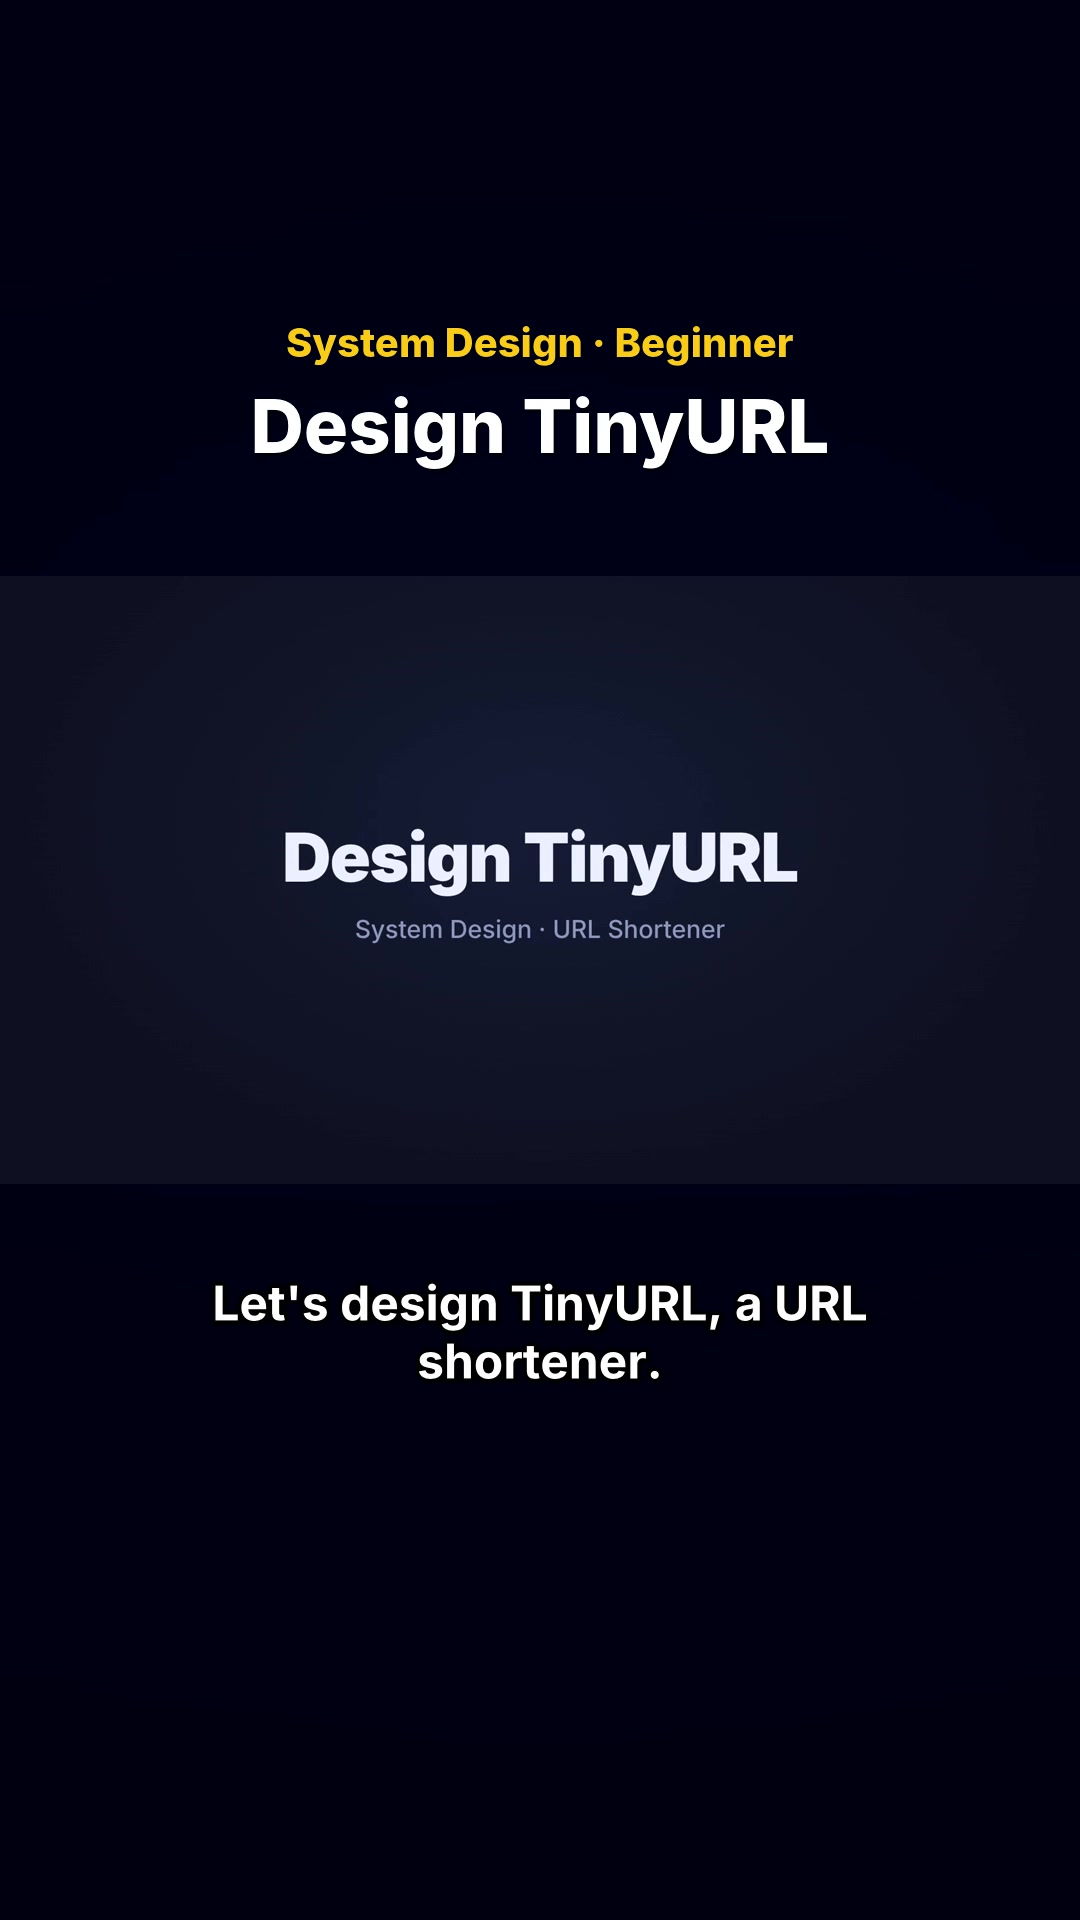 System Design · Beginner
Design TinyURL
Design TinyURL
System Design · URL Shortener
Let's design TinyURL, a URL
shortener.